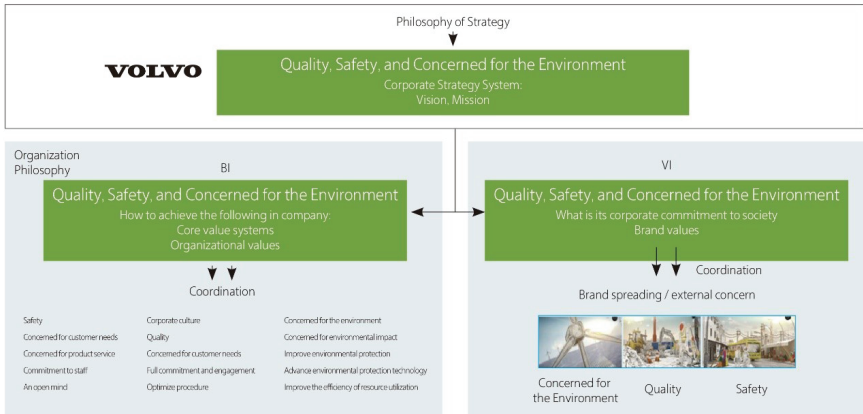 Philosophy of Strategy
VOLVO
Quality, Safety, and Concerned for the Environment
Corporate Strategy System:
Vision, Mission
Organization
Philosophy
BI
Quality, Safety, and Concerned for the Environment
How to achieve the following in company:
Core value systems
Organizational values
Coordination
Safety
Concerned for customer needs
Concerned for product service
Commitment to staff
An open mind
Corporate culture
Quality
Concerned for customer needs
Full commitment and engagement
Optimize procedure
Concerned for the environment
Concerned for environmental impact
Improve environmental protection
Advance environmental protection technology
Improve the efficiency of resource utilization
VI
Quality, Safety, and Concerned for the Environment
What is its corporate commitment to society
Brand values
Coordination
Brand spreading / external concern
Concerned for
the Environment
Quality
Safety